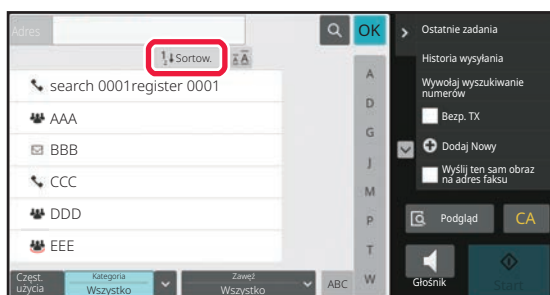 Adres
OK
Sortow.
search 0001register 0001
AAA
BBB
CCC
DDD
EEE
A
D
G
J
M
P
T
W
Częst.
użycia
Kategoria
Wszystko
Zawęź
Wszystko
ABC
Ostatnie zadania
Historia wysyłania
Wywołaj wyszukiwanie
numerów
Bezp. TX
Dodaj Nowy
Wyślij ten sam obraz
na adres faksu
Podgląd
CA
Głośnik
Start